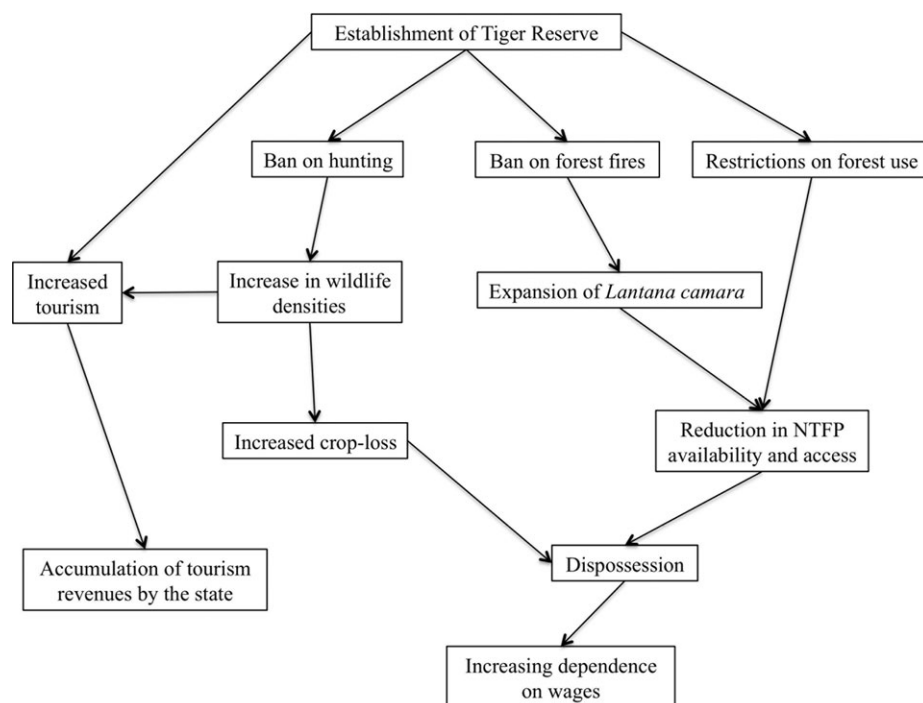 Establishment of Tiger Reserve
Ban on hunting
Ban on forest fires
Restrictions on forest use
Increased
tourism
Increase in wildlife
densities
Expansion of Lantana camara
Increased crop-loss
Reduction in NTFP
availability and access
Accumulation of tourism
revenues by the state
Dispossession
Increasing dependence
on wages